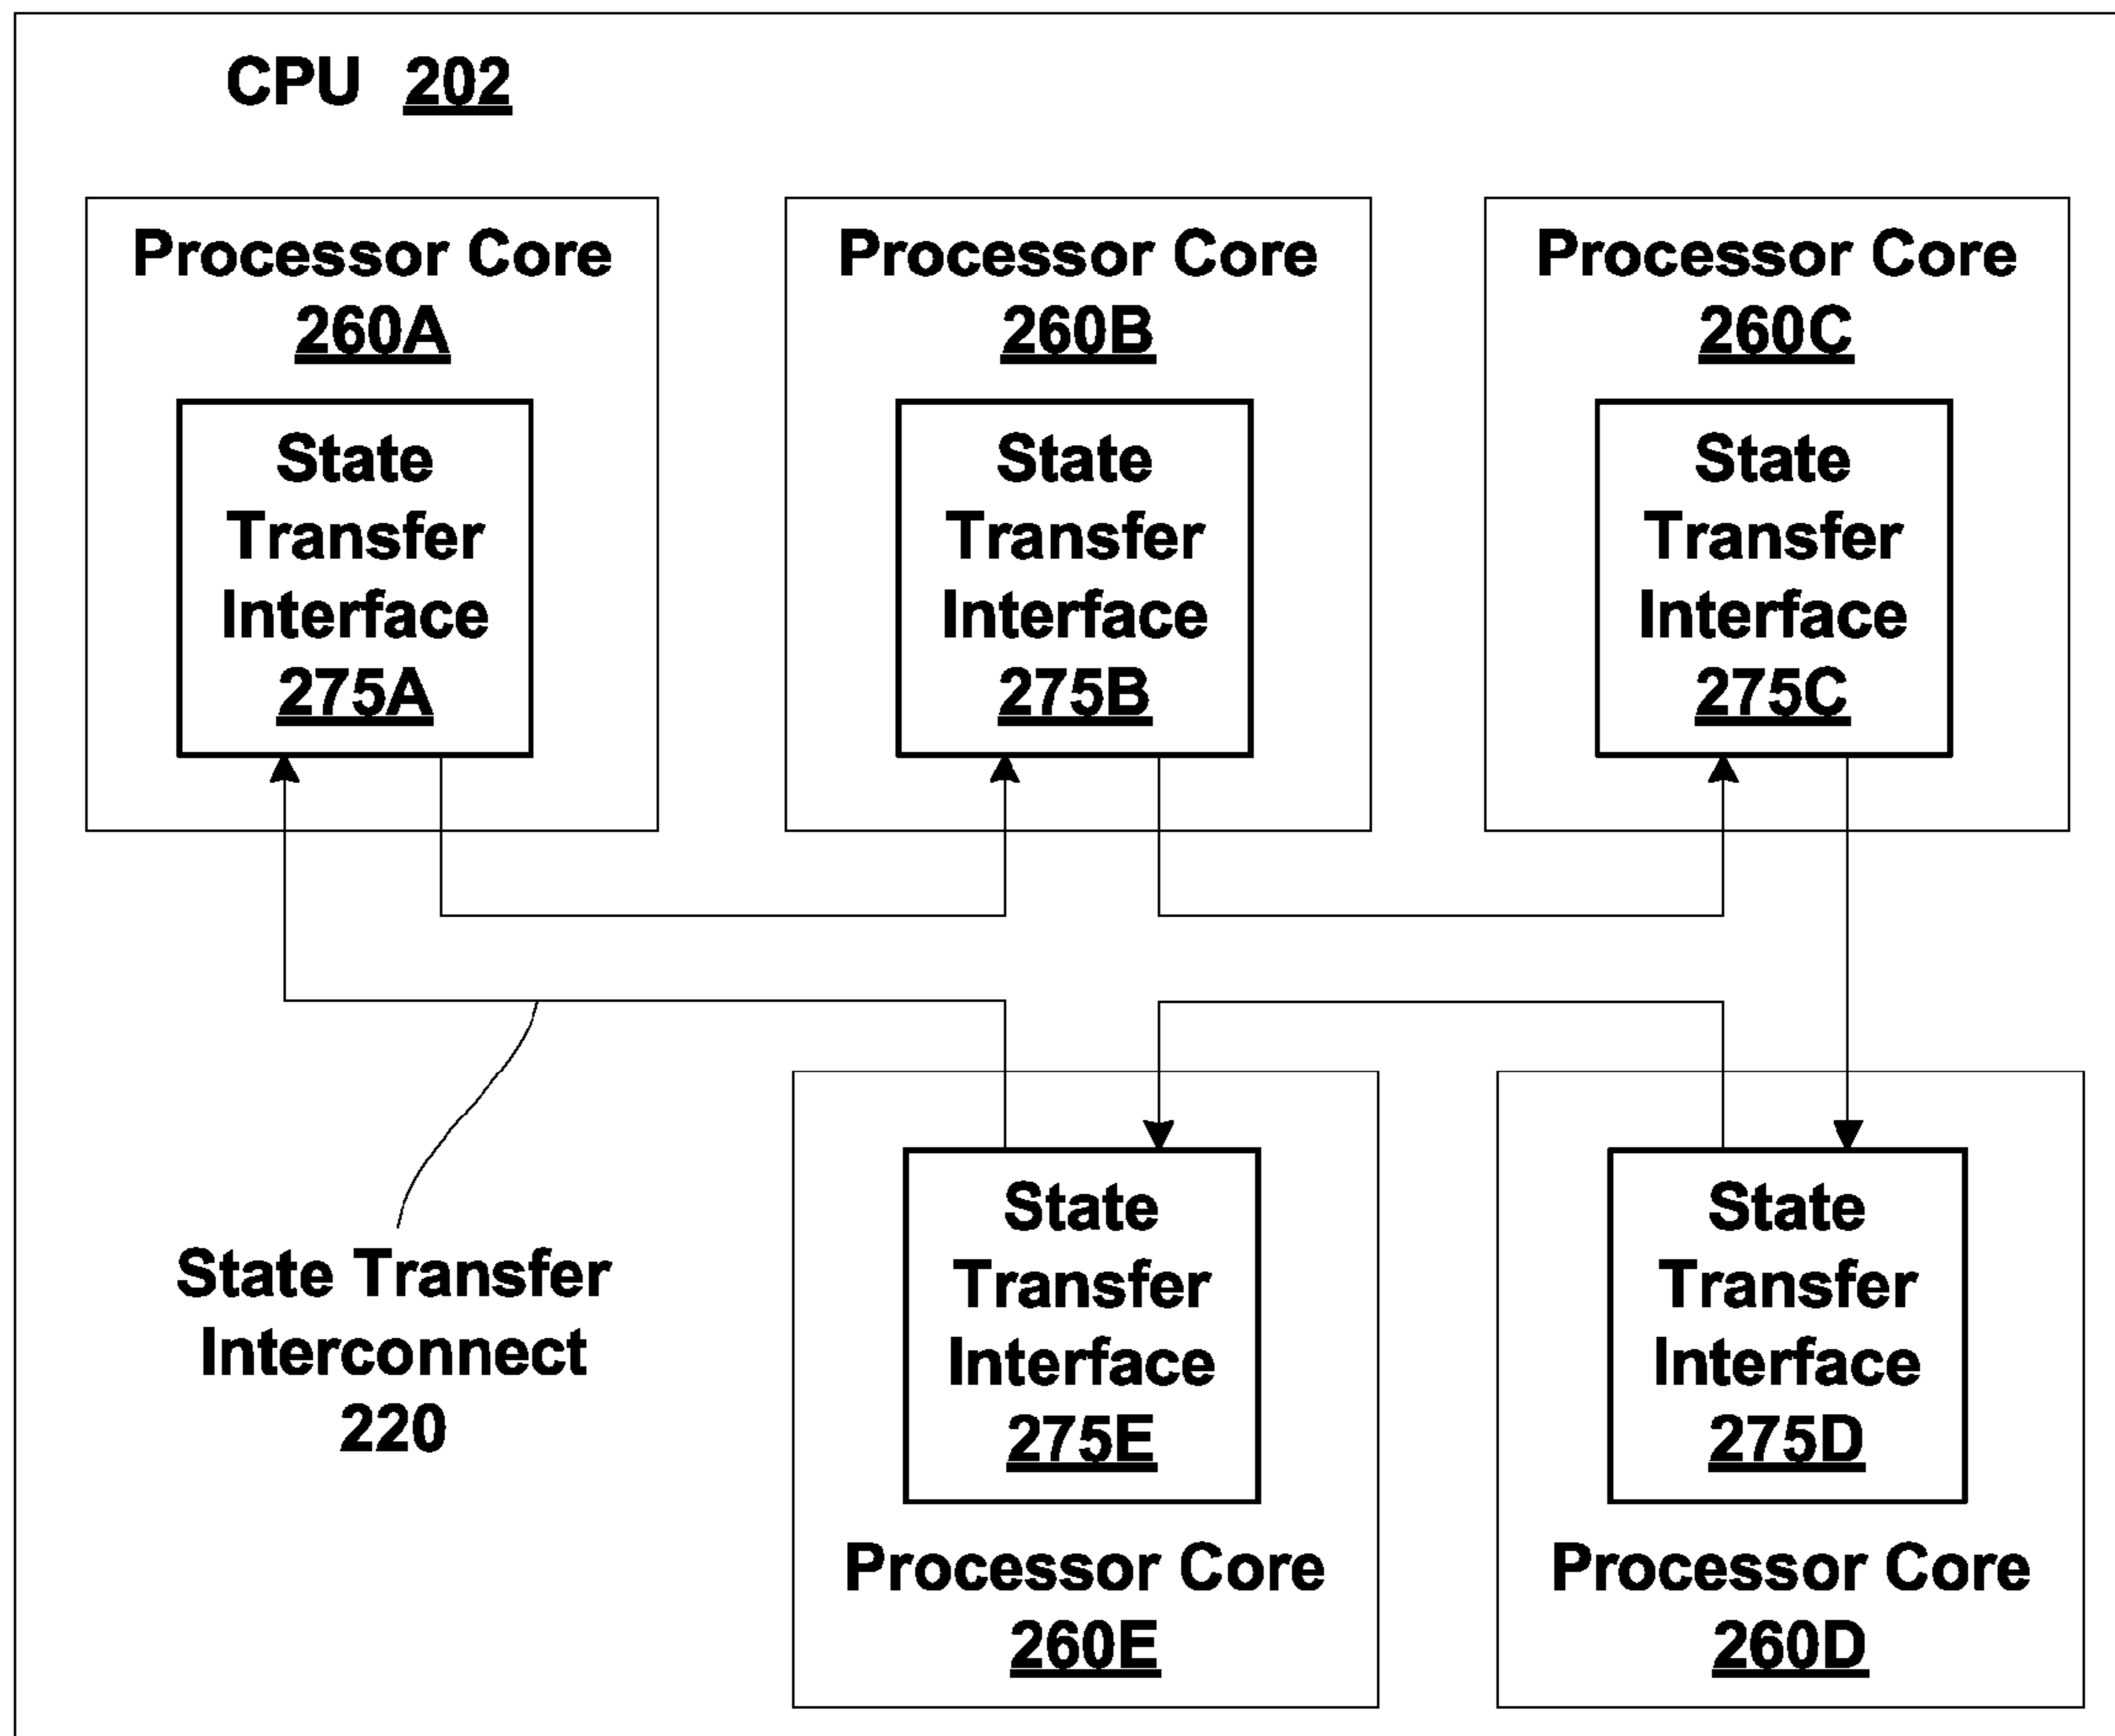 CPU 202
Processor Core
260A
State
Transfer
Interface
275A
Processor Core
260B
State
Transfer
Interface
275B
Processor Core
260C
State
Transfer
Interface
275C
State Transfer
Interconnect
220
State
Transfer
Interface
275E
Processor Core
260E
State
Transfer
Interface
275D
Processor Core
260D